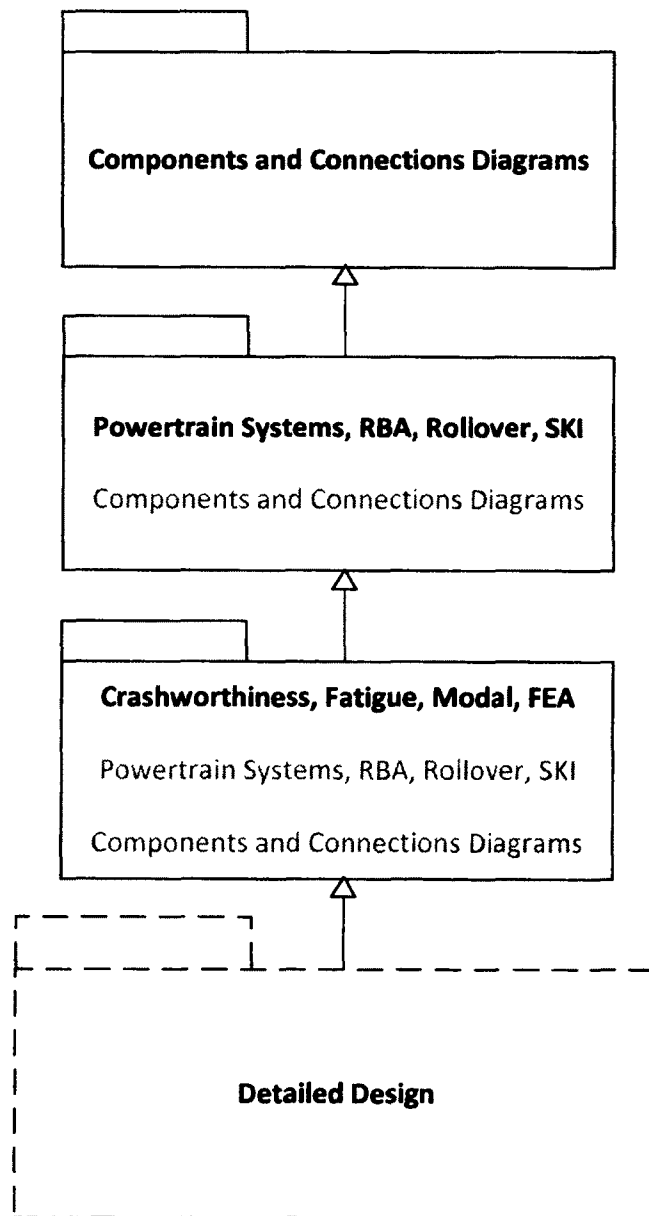 Components and Connections Diagrams
Powertrain Systems, RBA, Rollover, SKI
Components and Connections Diagrams
Crashworthiness, Fatigue, Modal, FEA
Powertrain Systems, RBA, Rollover, SKI
Components and Connections Diagrams
Detailed Design